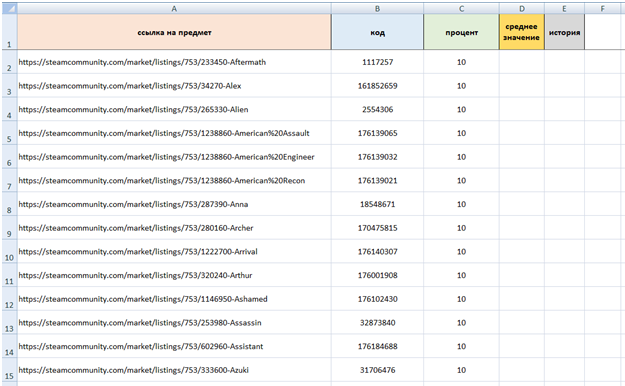 A B C D E F
1 ссылка на предмет код процент среднее значение история
2 https://steamcommunity.com/market/listings/753/233450-Aftermath 1117257 10
3 https://steamcommunity.com/market/listings/753/34270-Alex 161852659 10
4 https://steamcommunity.com/market/listings/753/265330-Alien 2554306 10
5 https://steamcommunity.com/market/listings/753/1238860-American%20Assault 176139065 10
6 https://steamcommunity.com/market/listings/753/1238860-American%20Engineer 176139032 10
7 https://steamcommunity.com/market/listings/753/1238860-American%20Recon 176139021 10
8 https://steamcommunity.com/market/listings/753/287390-Anna 18548671 10
9 https://steamcommunity.com/market/listings/753/280160-Archer 170475815 10
10 https://steamcommunity.com/market/listings/753/1222700-Arrival 176140307 10
11 https://steamcommunity.com/market/listings/753/320240-Arthur 176001908 10
12 https://steamcommunity.com/market/listings/753/1146950-Ashamed 176102430 10
13 https://steamcommunity.com/market/listings/753/253980-Assassin 32873840 10
14 https://steamcommunity.com/market/listings/753/602960-Assistant 176184688 10
15 https://steamcommunity.com/market/listings/753/333600-Azuki 31706476 10